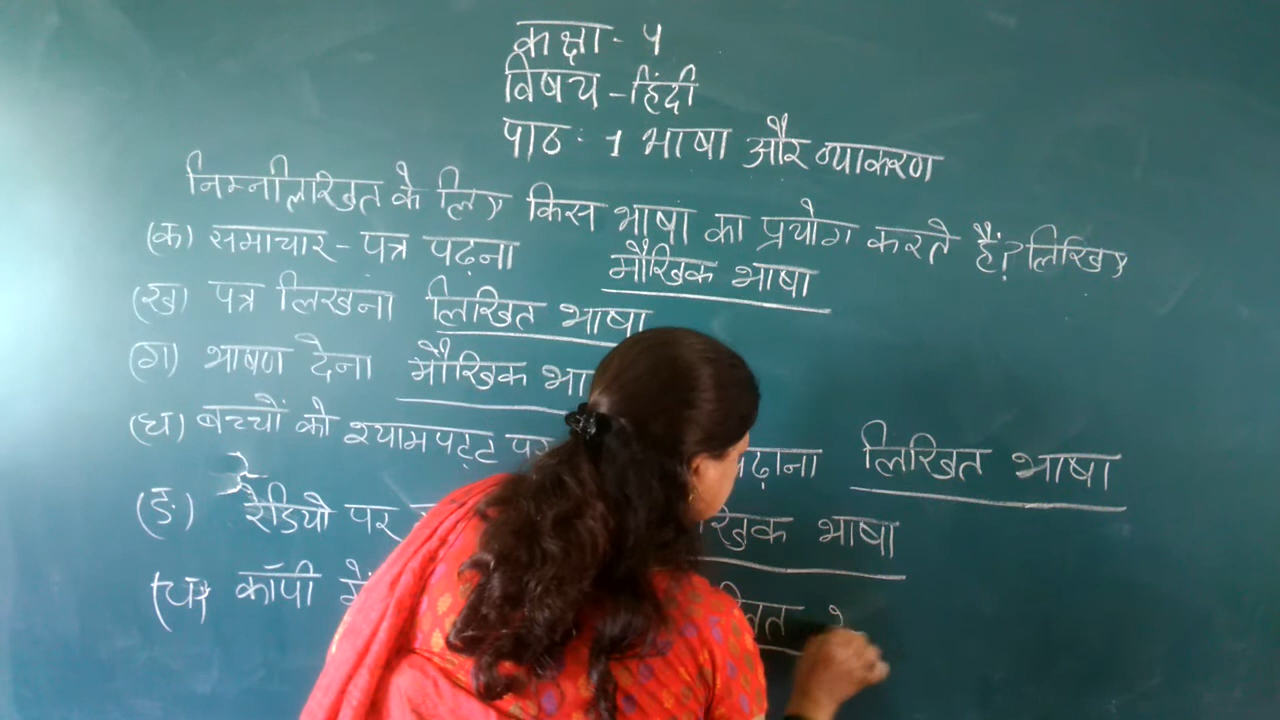 कक्षा - ५
विषय - हिंदी
पाठ: 1 भाषा और व्याकरण
निम्नलिखित के लिए किस भाषा का प्रयोग करते हैं? लिखिए
(क) समाचार - पत्र पढ़ना मौखिक भाषा
(ख) पत्र लिखना लिखित भाषा
(ग) भाषण देना मौखिक
(घ) बच्चों को श्यामपट्ट पर पढ़ाना लिखित भाषा
(ङ) रेडियो पर भाषा
(च) कॉपी में